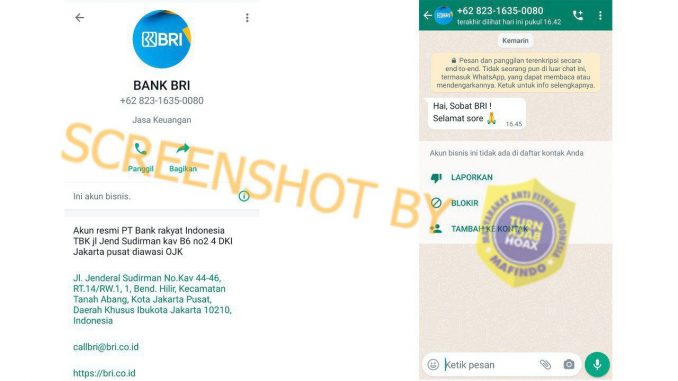 BRI
BANK BRI
+62 823-1635-0080
Jasa Keuangan
Panggil
Bagikan
Ini akun bisnis.
Akun resmi PT Bank rakyat Indonesia
TBK jl Jend Sudirman kav B6 no2 4 DKI
Jakarta pusat diawasi OJK
Jl. Jenderal Sudirman No.Kav 44-46,
RT.14/RW.1, 1, Bend. Hilir, Kecamatan
Tanah Abang, Kota Jakarta Pusat,
Daerah Khusus Ibukota Jakarta 10210,
Indonesia
callbri@bri.co.id
https://bri.co.id
+62 823-1635-0080
terakhir dilihat hari ini pukul 16.42
Kemarin
Pesan dan panggilan terenkripsi secara
end-to-end. Tidak seorang pun di luar chat ini,
termasuk WhatsApp, yang dapat membaca atau
mendengarkannya. Ketuk untuk info selengkapnya.
Hai, Sobat BRI !
Selamat sore 🙏
16.45
Akun bisnis ini tidak ada di daftar kontak Anda
LAPORKAN
BLOKIR
TAMBAH KE KONTAK
Ketik pesan
SCREENSHOT BY
MASYARAKAT ANTI FITNAH INDONESIA
TURN
BACK
HOAX
MAFINDO